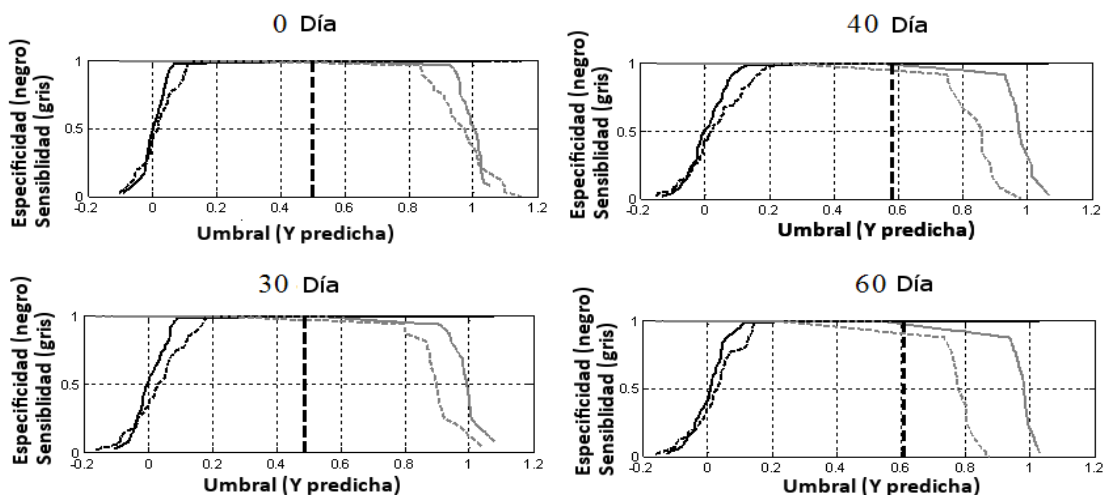 0 Día
Especificidad (negro)
Sensiblidad (gris)
1
0.5
0
-0.2 0 0.2 0.4 0.6 0.8 1 1.2
Umbral (Y predicha)
40 Día
Especificidad (negro)
Sensiblidad (gris)
1
0.5
0
-0.2 0 0.2 0.4 0.6 0.8 1 1.2
Umbral (Y predicha)
30 Día
Especificidad (negro)
Sensiblidad (gris)
1
0.5
0
-0.2 0 0.2 0.4 0.6 0.8 1 1.2
Umbral (Y predicha)
60 Día
Especificidad (negro)
Sensiblidad (gris)
1
0.5
0
-0.2 0 0.2 0.4 0.6 0.8 1 1.2
Umbral (Y predicha)